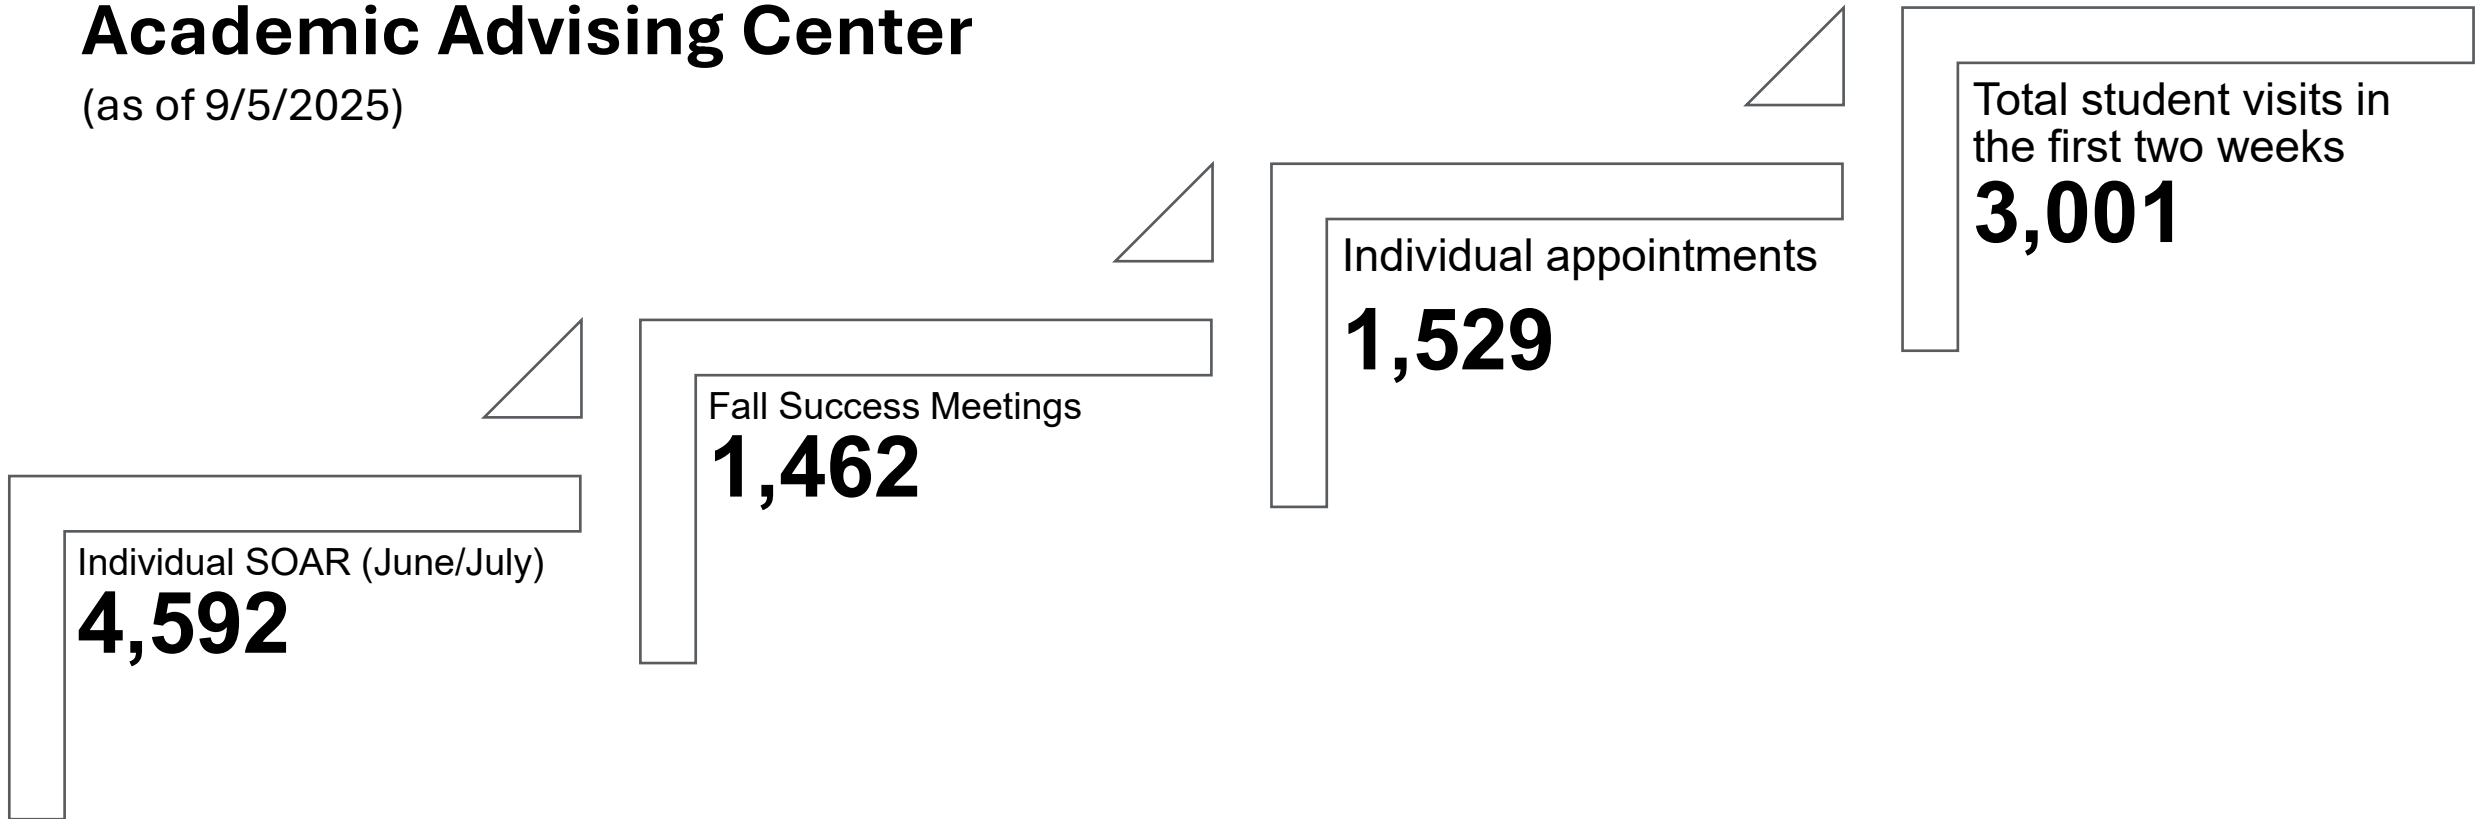 Academic Advising Center
(as of 9/5/2025)
Individual SOAR (June/July)
4,592
Fall Success Meetings
1,462
Individual appointments
1,529
Total student visits in
the first two weeks
3,001